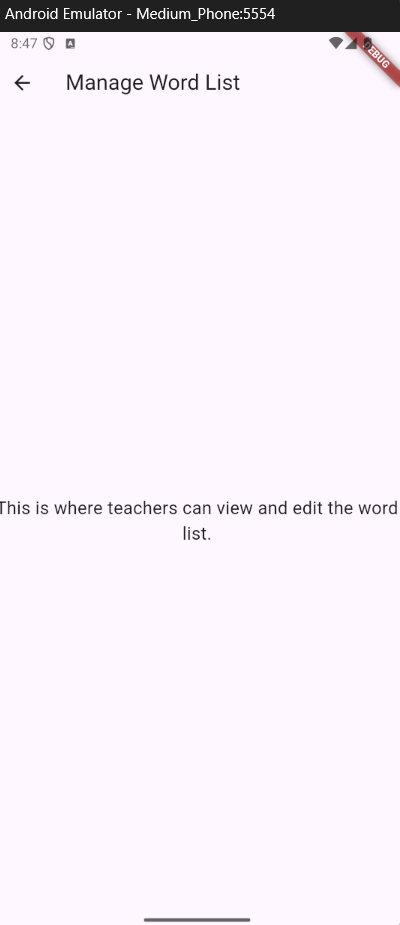 Android Emulator - Medium_Phone:5554
8:47
DEBUG
Manage Word List
This is where teachers can view and edit the word
list.